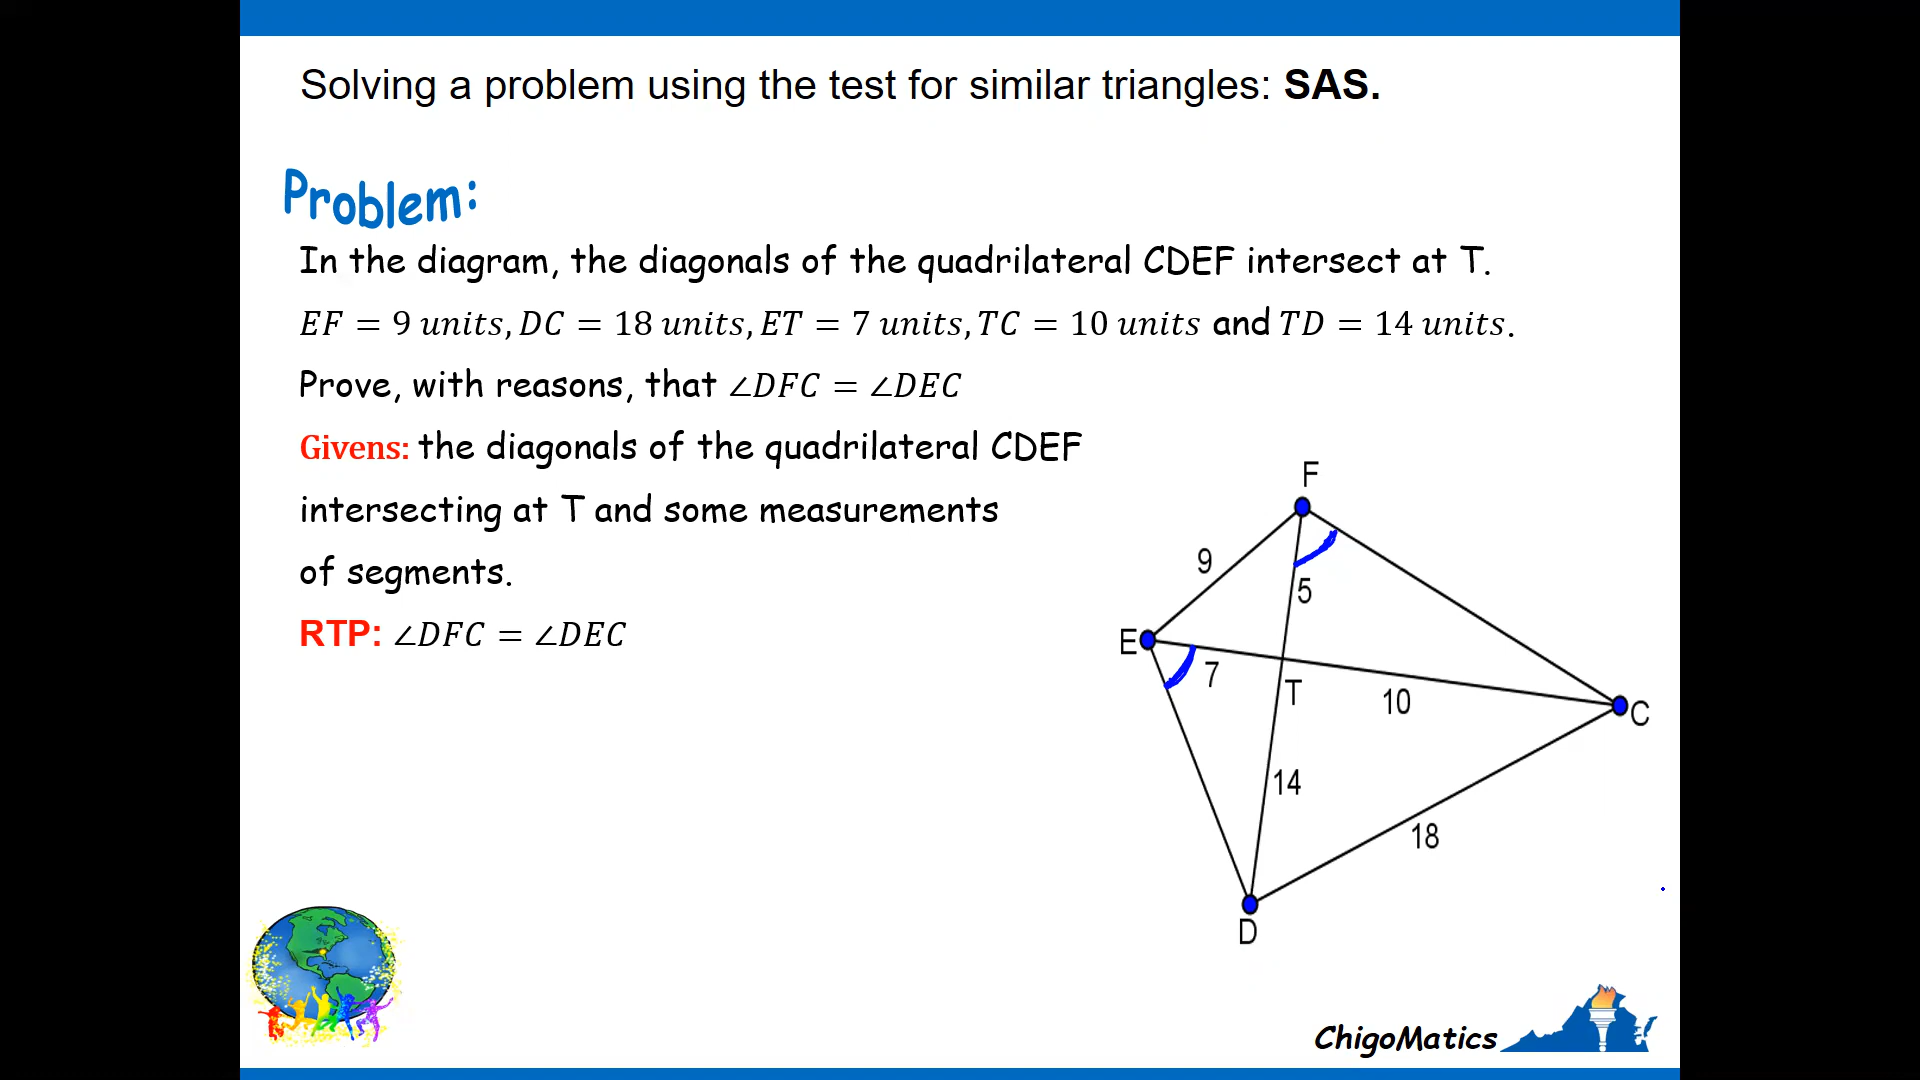 Solving a problem using the test for similar triangles: SAS.
Problem:
In the diagram, the diagonals of the quadrilateral CDEF intersect at T.
EF = 9 units, DC = 18 units, ET = 7 units, TC = 10 units and TD = 14 units.
Prove, with reasons, that ∠DFC = ∠DEC
Givens: the diagonals of the quadrilateral CDEF
intersecting at T and some measurements
of segments.
RTP: ∠DFC = ∠DEC
F
9
5
E
7
T
10
C
14
18
D
ChigoMatics